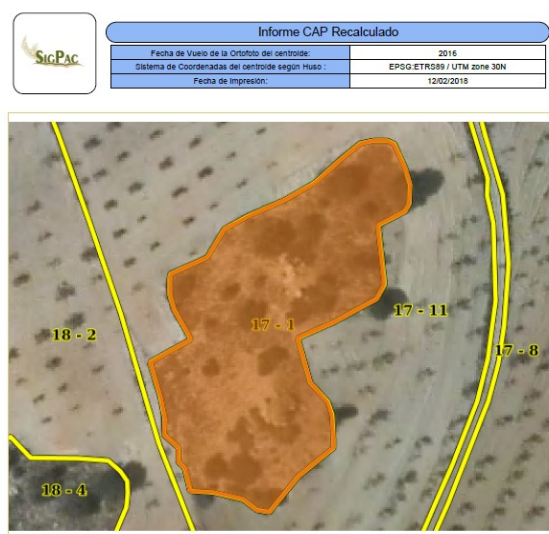 SIGPAC
Informe CAP Recalculado
Fecha de Vuelo de la Ortofoto del centroide: 2016
Sistema de Coordenadas del centroide según Huso : EPSG:ETRS89 / UTM zone 30N
Fecha de Impresión: 12/02/2018
17 - 1
17 - 11
18 - 2
17 - 8
18 - 4